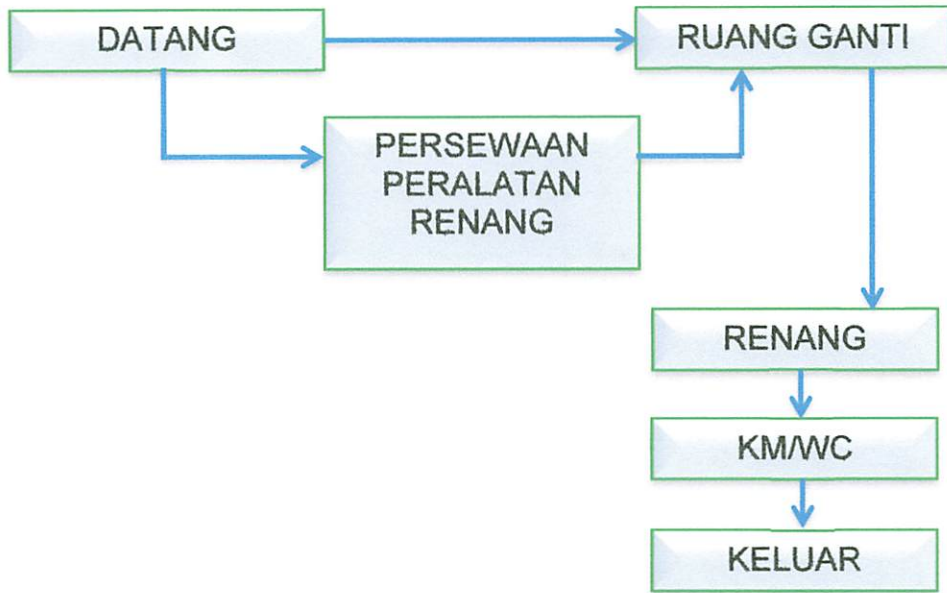 DATANG
RUANG GANTI
PERSEWAAN
PERALATAN
RENANG
RENANG
KM/WC
KELUAR